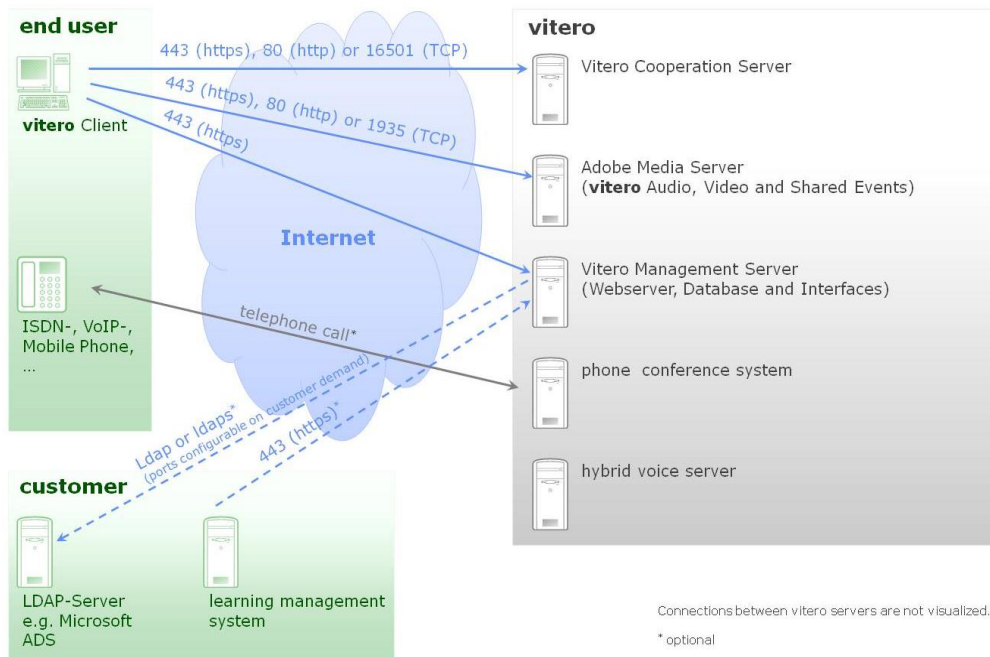 end user
vitero Client
ISDN-, VoIP-,
Mobile Phone,
...
443 (https), 80 (http) or 16501 (TCP)
443 (https), 80 (http) or 1935 (TCP)
443 (https)
Internet
telephone call*
Ldap or ldaps*
(ports configurable on customer demand)
443 (https)*
vitero
Vitero Cooperation Server
Adobe Media Server
(vitero Audio, Video and Shared Events)
Vitero Management Server
(Webserver, Database and Interfaces)
phone conference system
hybrid voice server
customer
LDAP-Server
e.g. Microsoft
ADS
learning management
system
Connections between vitero servers are not visualized.
* optional